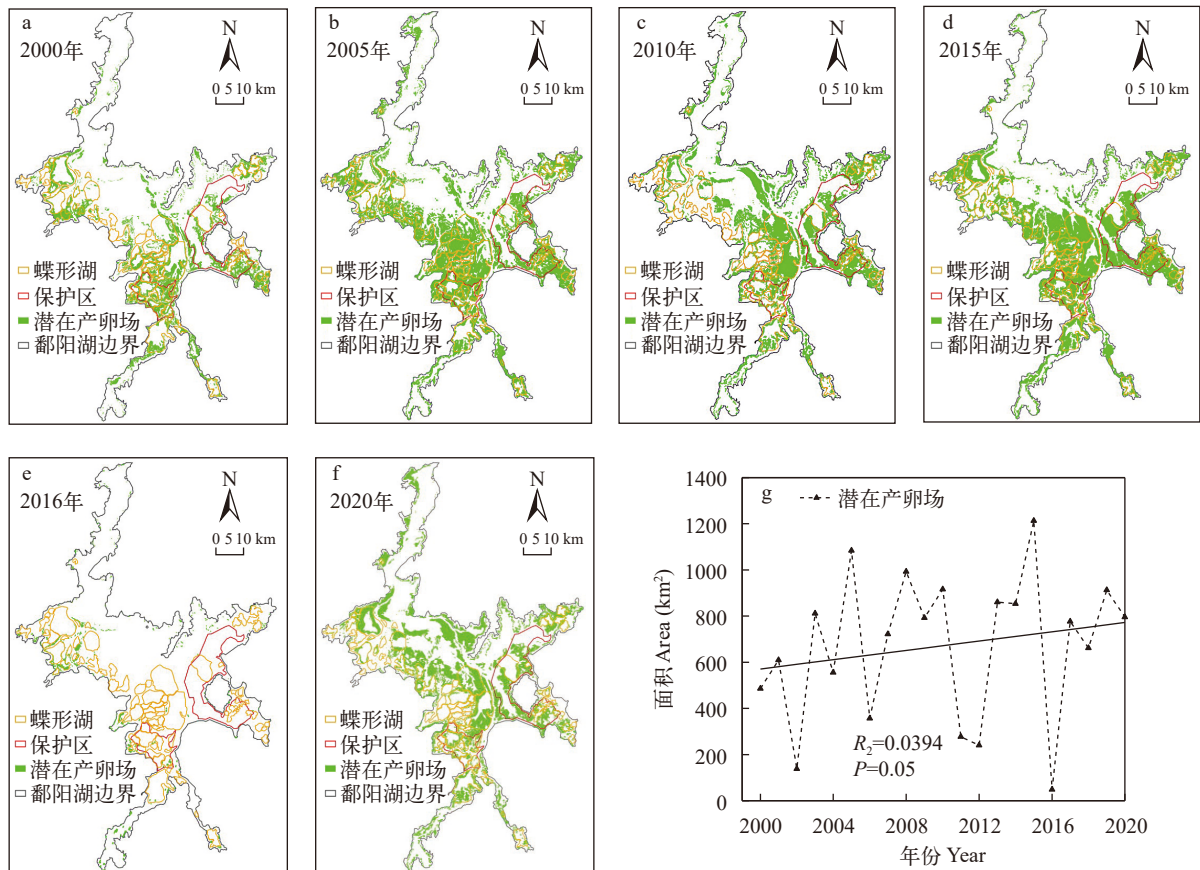 a
2000年
N
0 5 10 km
蝶形湖
保护区
潜在产卵场
鄱阳湖边界
b
2005年
N
0 5 10 km
蝶形湖
保护区
潜在产卵场
鄱阳湖边界
c
2010年
N
0 5 10 km
蝶形湖
保护区
潜在产卵场
鄱阳湖边界
d
2015年
N
0 5 10 km
蝶形湖
保护区
潜在产卵场
鄱阳湖边界
e
2016年
N
0 5 10 km
蝶形湖
保护区
潜在产卵场
鄱阳湖边界
f
2020年
N
0 5 10 km
蝶形湖
保护区
潜在产卵场
鄱阳湖边界
g
潜在产卵场
面积 Area (km²)
1400
1200
1000
800
600
400
200
0
R₂=0.0394
P=0.05
2000 2004 2008 2012 2016 2020
年份 Year